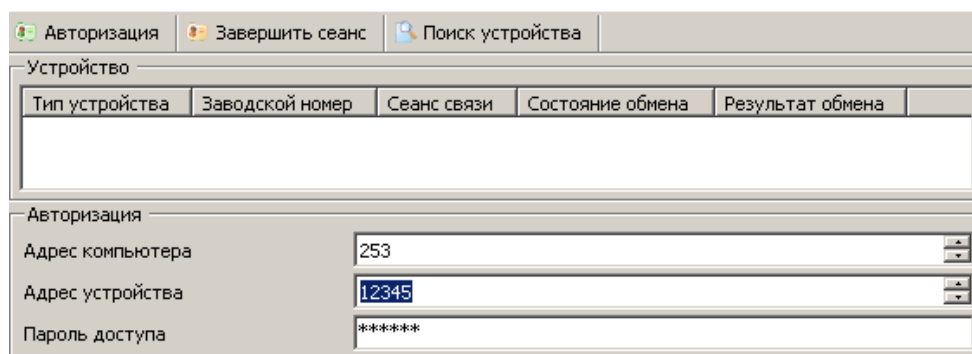 Авторизация Завершить сеанс Поиск устройства
Устройство
Тип устройства Заводской номер Сеанс связи Состояние обмена Результат обмена
Авторизация
Адрес компьютера 253
Адрес устройства 12345
Пароль доступа ******